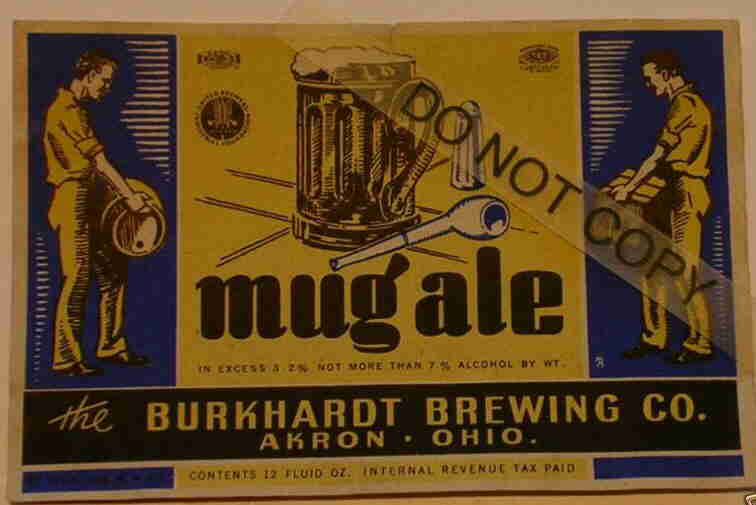 DO NOT COPY
mug ale
IN EXCESS 3.2% NOT MORE THAN 7% ALCOHOL BY WT.
the BURKHARDT BREWING CO.
AKRON · OHIO.
CONTENTS 12 FLUID OZ. INTERNAL REVENUE TAX PAID